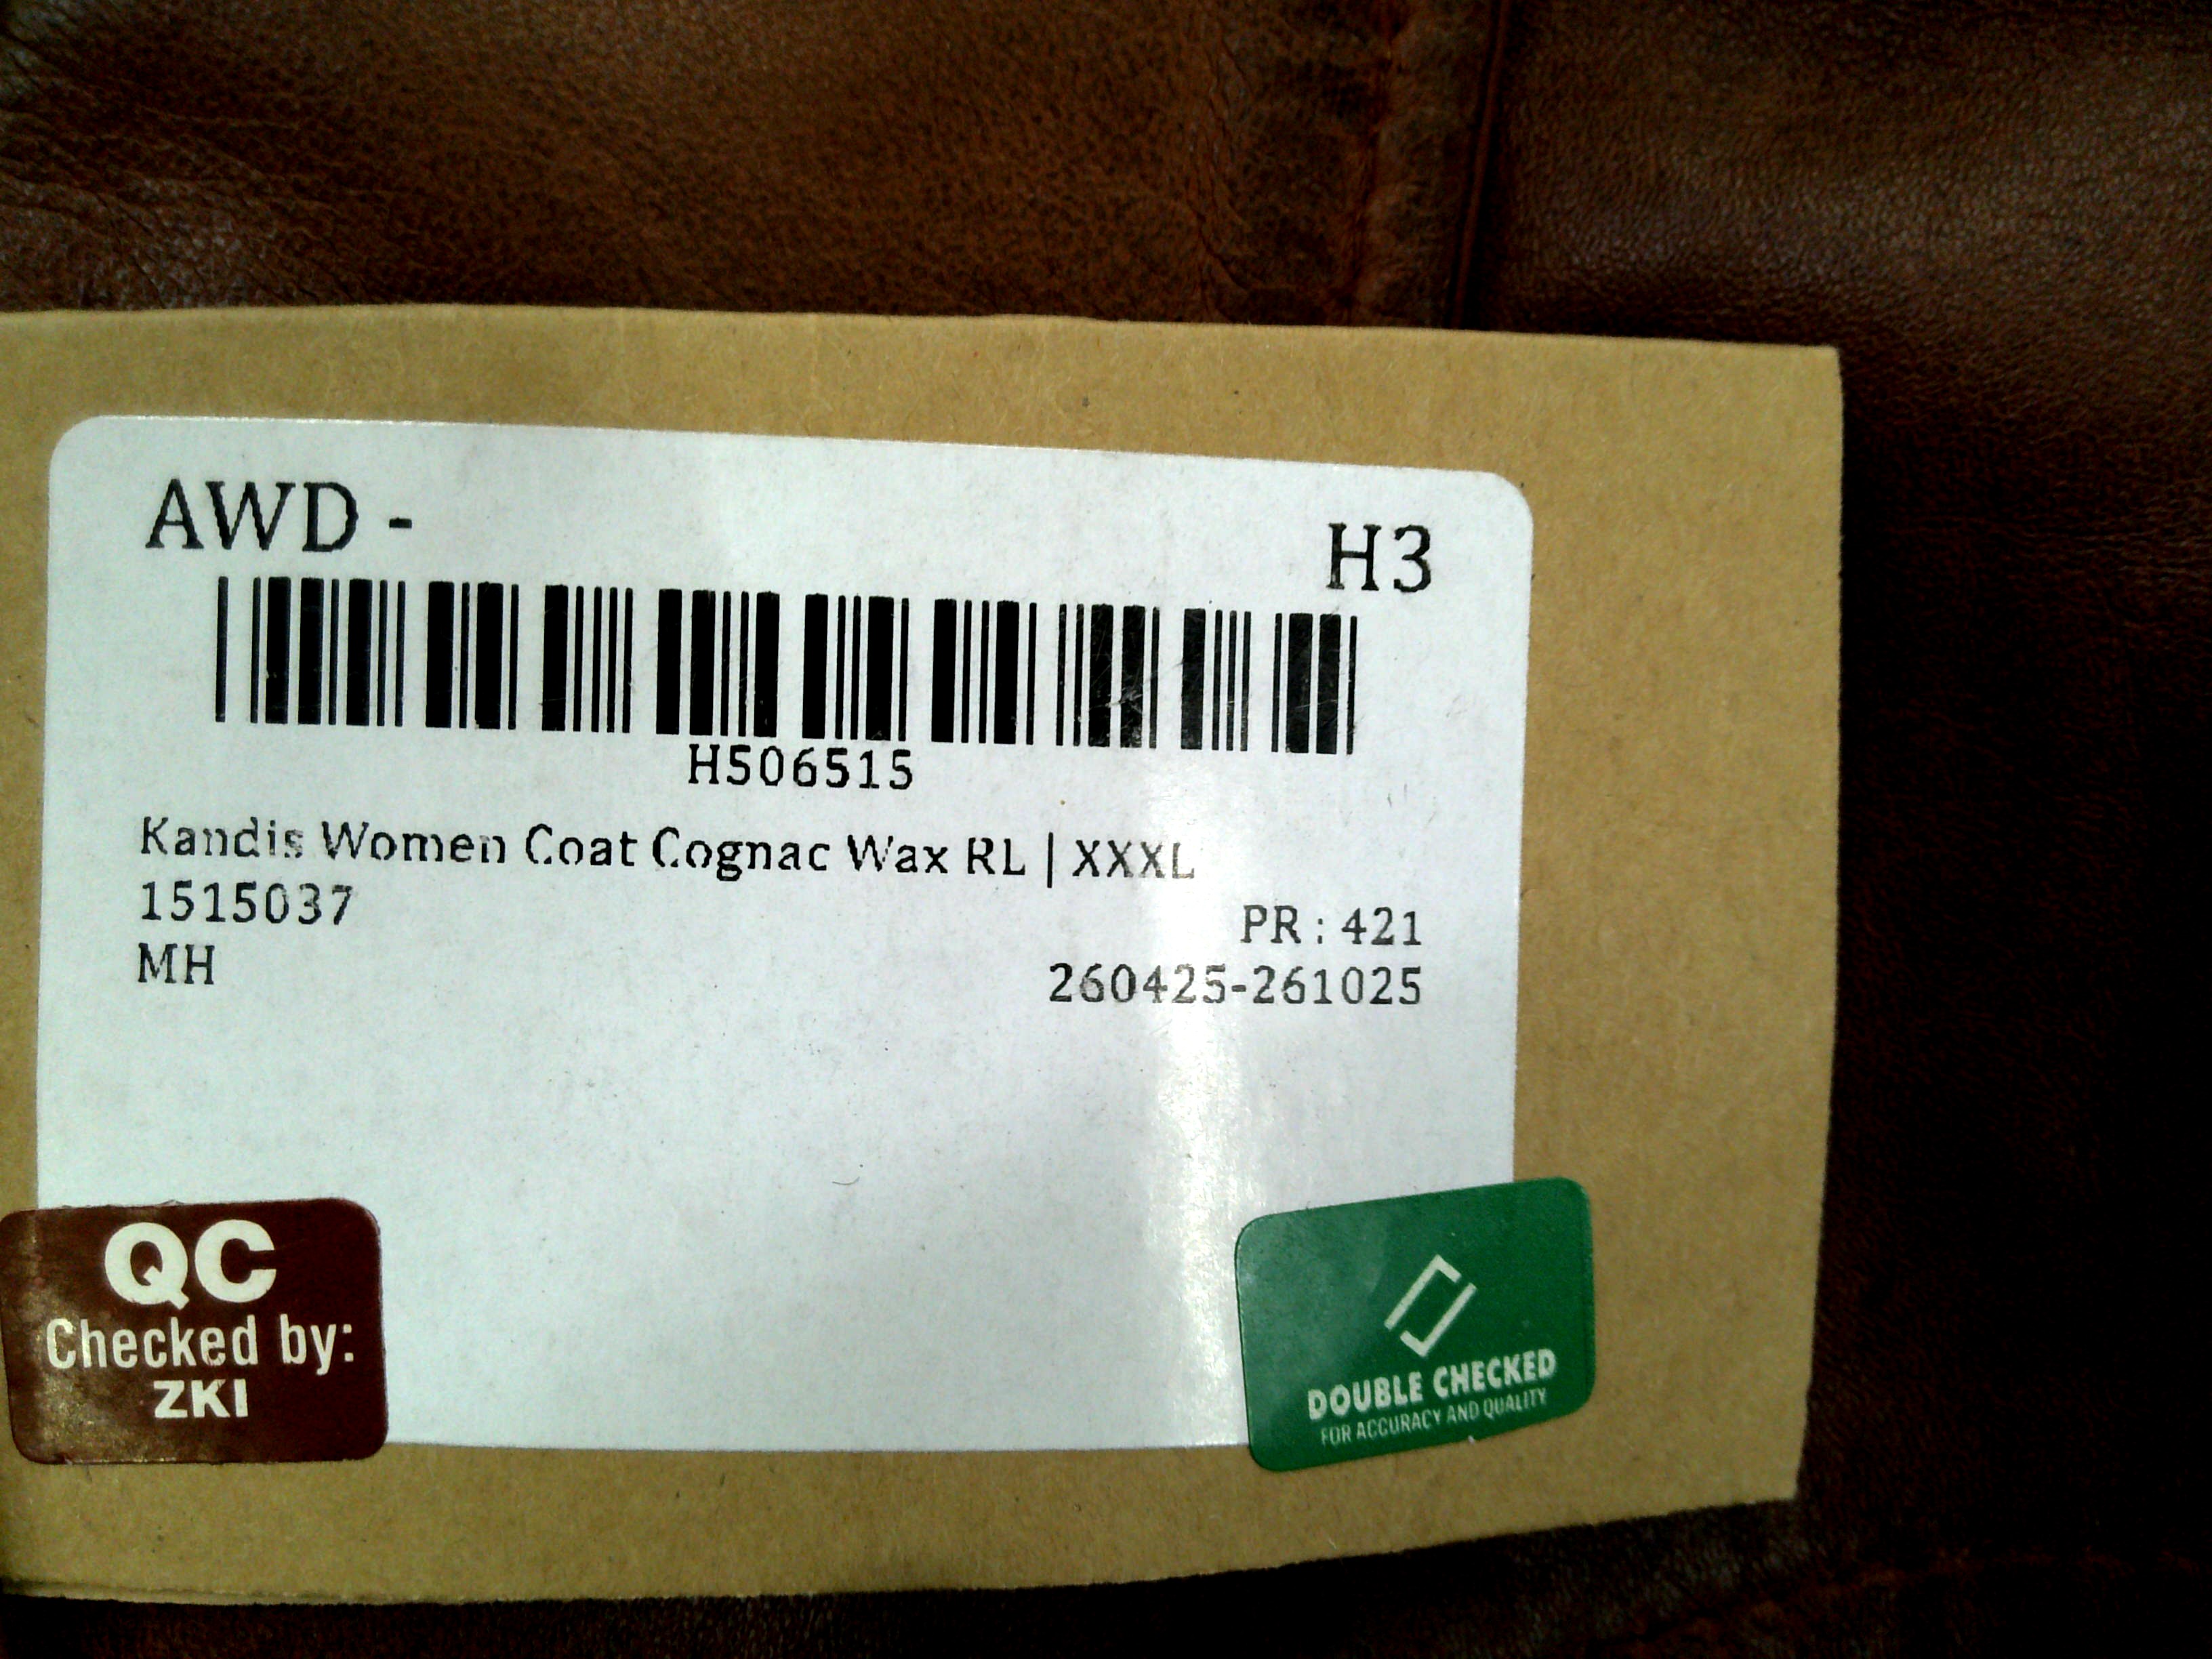 AWD -
H3
H506515
Kandis Women Coat Cognac Wax RL | XXXL
1515037
PR : 421
MH
260425-261025
QC
Checked by:
ZKI
DOUBLE CHECKED
FOR ACCURACY AND QUALITY